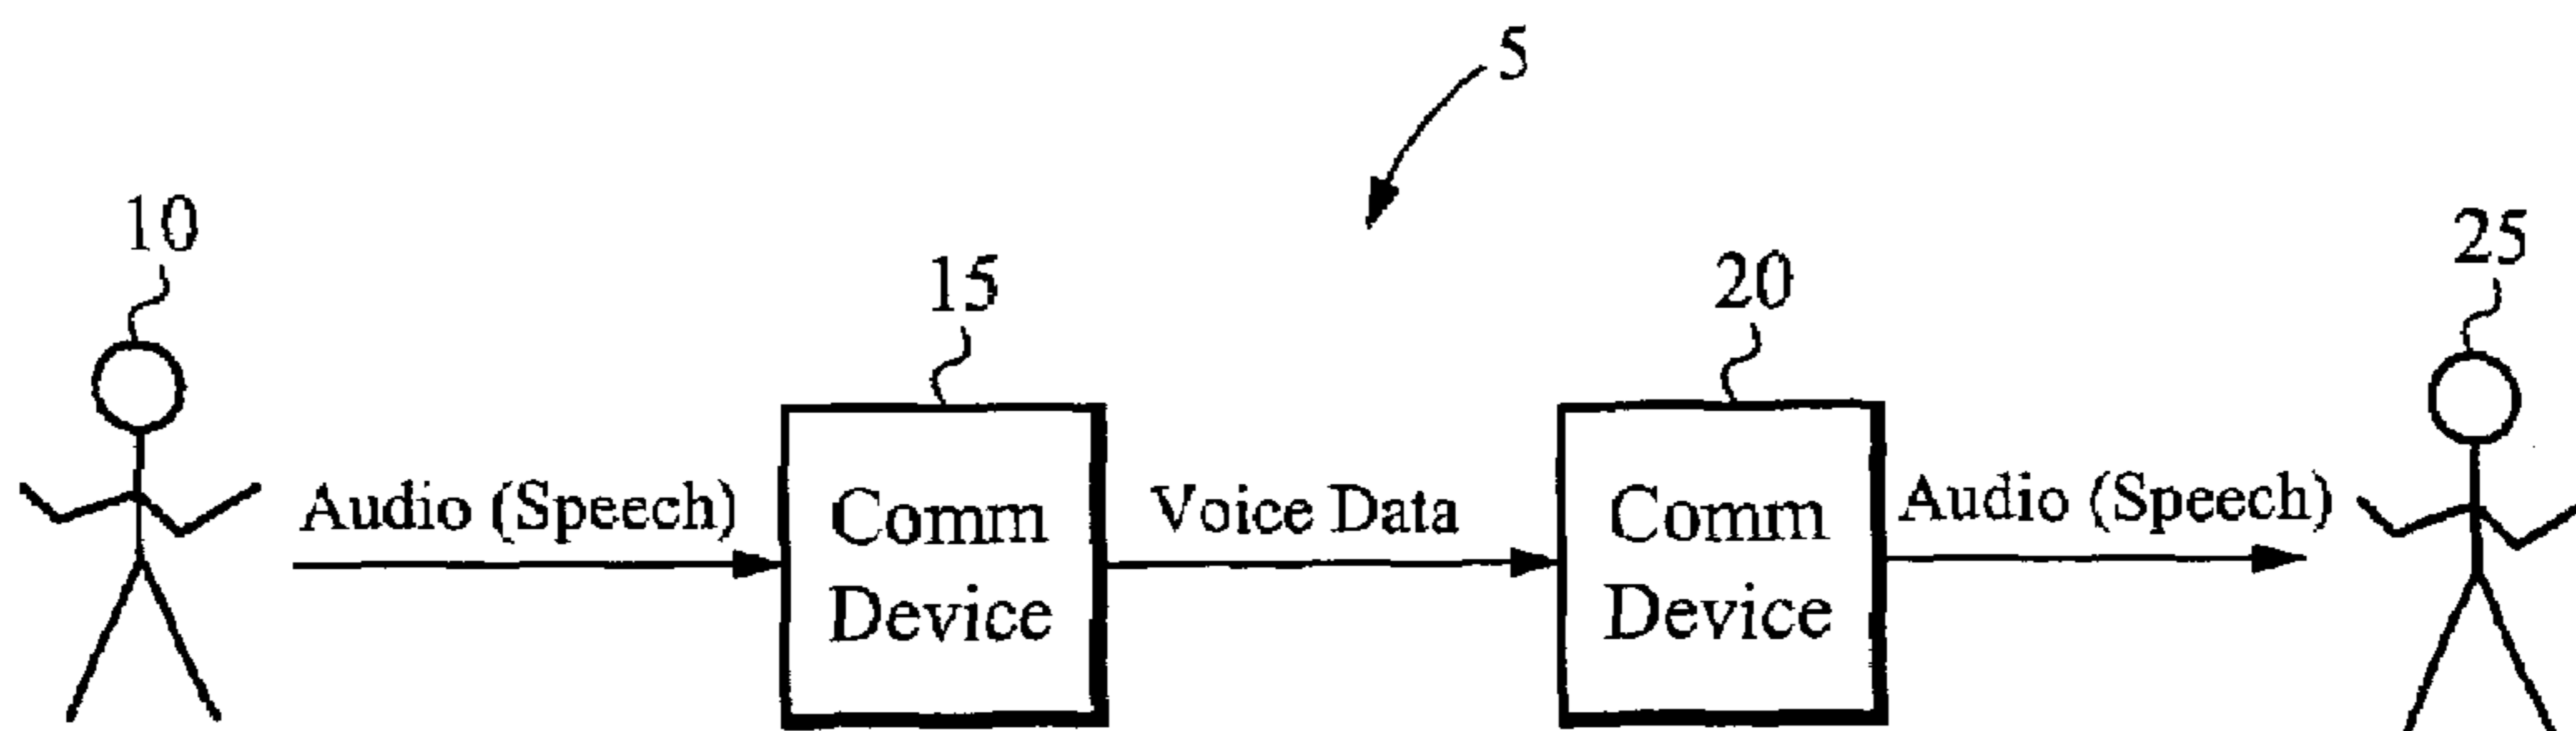 5
10
15
20
25
Audio (Speech)
Comm
Device
Voice Data
Comm
Device
Audio (Speech)